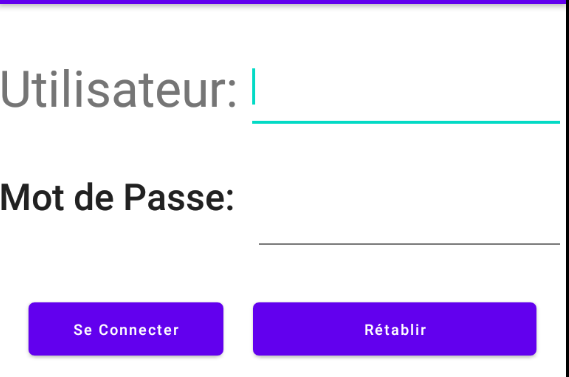 Utilisateur:
Mot de Passe:
Se Connecter
Rétablir